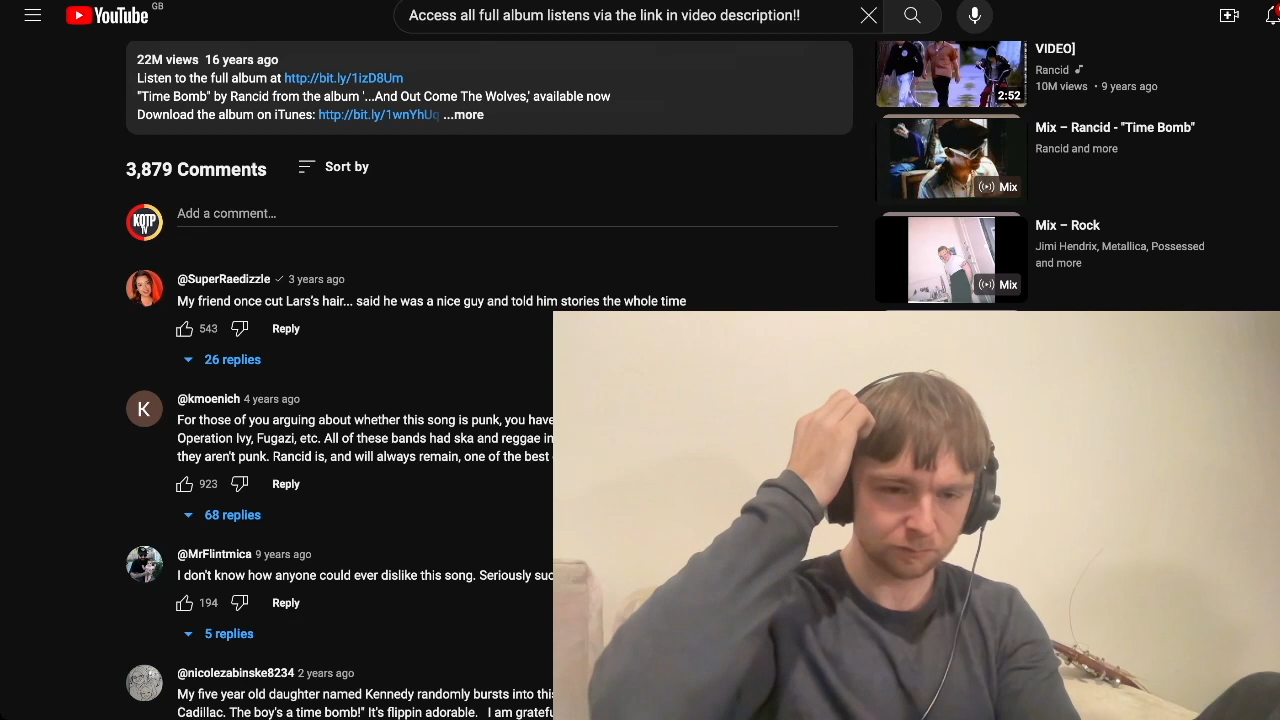 YouTube GB
Access all full album listens via the link in video description!!
22M views 16 years ago
Listen to the full album at http://bit.ly/1izD8Um
"Time Bomb" by Rancid from the album '...And Out Come The Wolves,' available now
Download the album on iTunes: http://bit.ly/1wnYhUq ...more
3,879 Comments
Sort by
KOTP
TV
Add a comment...
@SuperRaedizzle 3 years ago
My friend once cut Lars's hair... said he was a nice guy and told him stories the whole time
543
Reply
26 replies
K
@kmoenich 4 years ago
For those of you arguing about whether this song is punk, you have
Operation Ivy, Fugazi, etc. All of these bands had ska and reggae in
they aren't punk. Rancid is, and will always remain, one of the best
923
Reply
68 replies
@MrFlintmica 9 years ago
I don't know how anyone could ever dislike this song. Seriously suc
194
Reply
5 replies
@nicolezabinske8234 2 years ago
My five year old daughter named Kennedy randomly bursts into this
Cadillac. The boy's a time bomb!" It's flippin adorable. I am gratef
VIDEO]
Rancid
10M views • 9 years ago
2:52
Mix – Rancid - "Time Bomb"
Rancid and more
Mix
Mix – Rock
Jimi Hendrix, Metallica, Possessed
and more
Mix